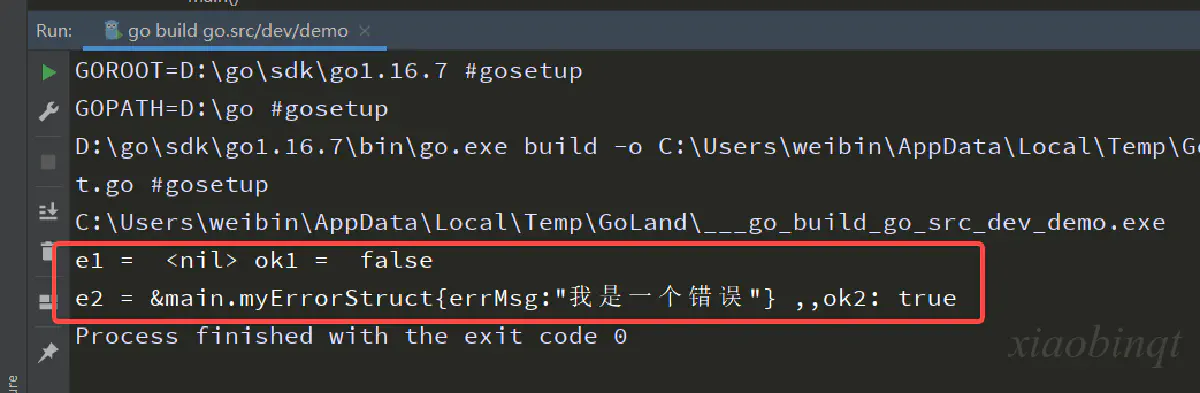 main()
Run: go build go.src/dev/demo ×
GOROOT=D:\go\sdk\go1.16.7 #gosetup
GOPATH=D:\go #gosetup
D:\go\sdk\go1.16.7\bin\go.exe build -o C:\Users\weibin\AppData\Local\Temp\Go
t.go #gosetup
C:\Users\weibin\AppData\Local\Temp\GoLand\___go_build_go_src_dev_demo.exe
e1 =  <nil> ok1 =  false
e2 = &main.myErrorStruct{errMsg:"我是一个错误"} ,,ok2: true
Process finished with the exit code 0
xiaobinqt